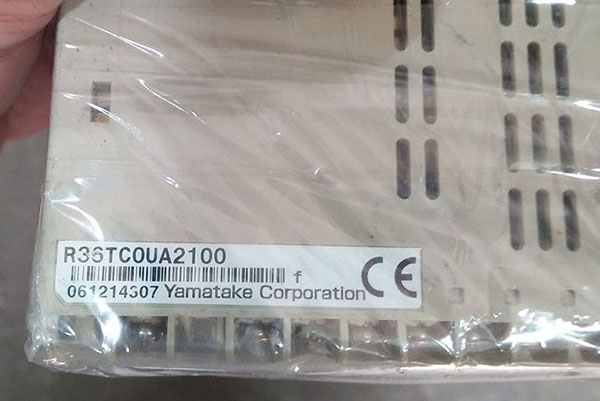 R36TC0UA2100
f
061214307 Yamatake Corporation
CE